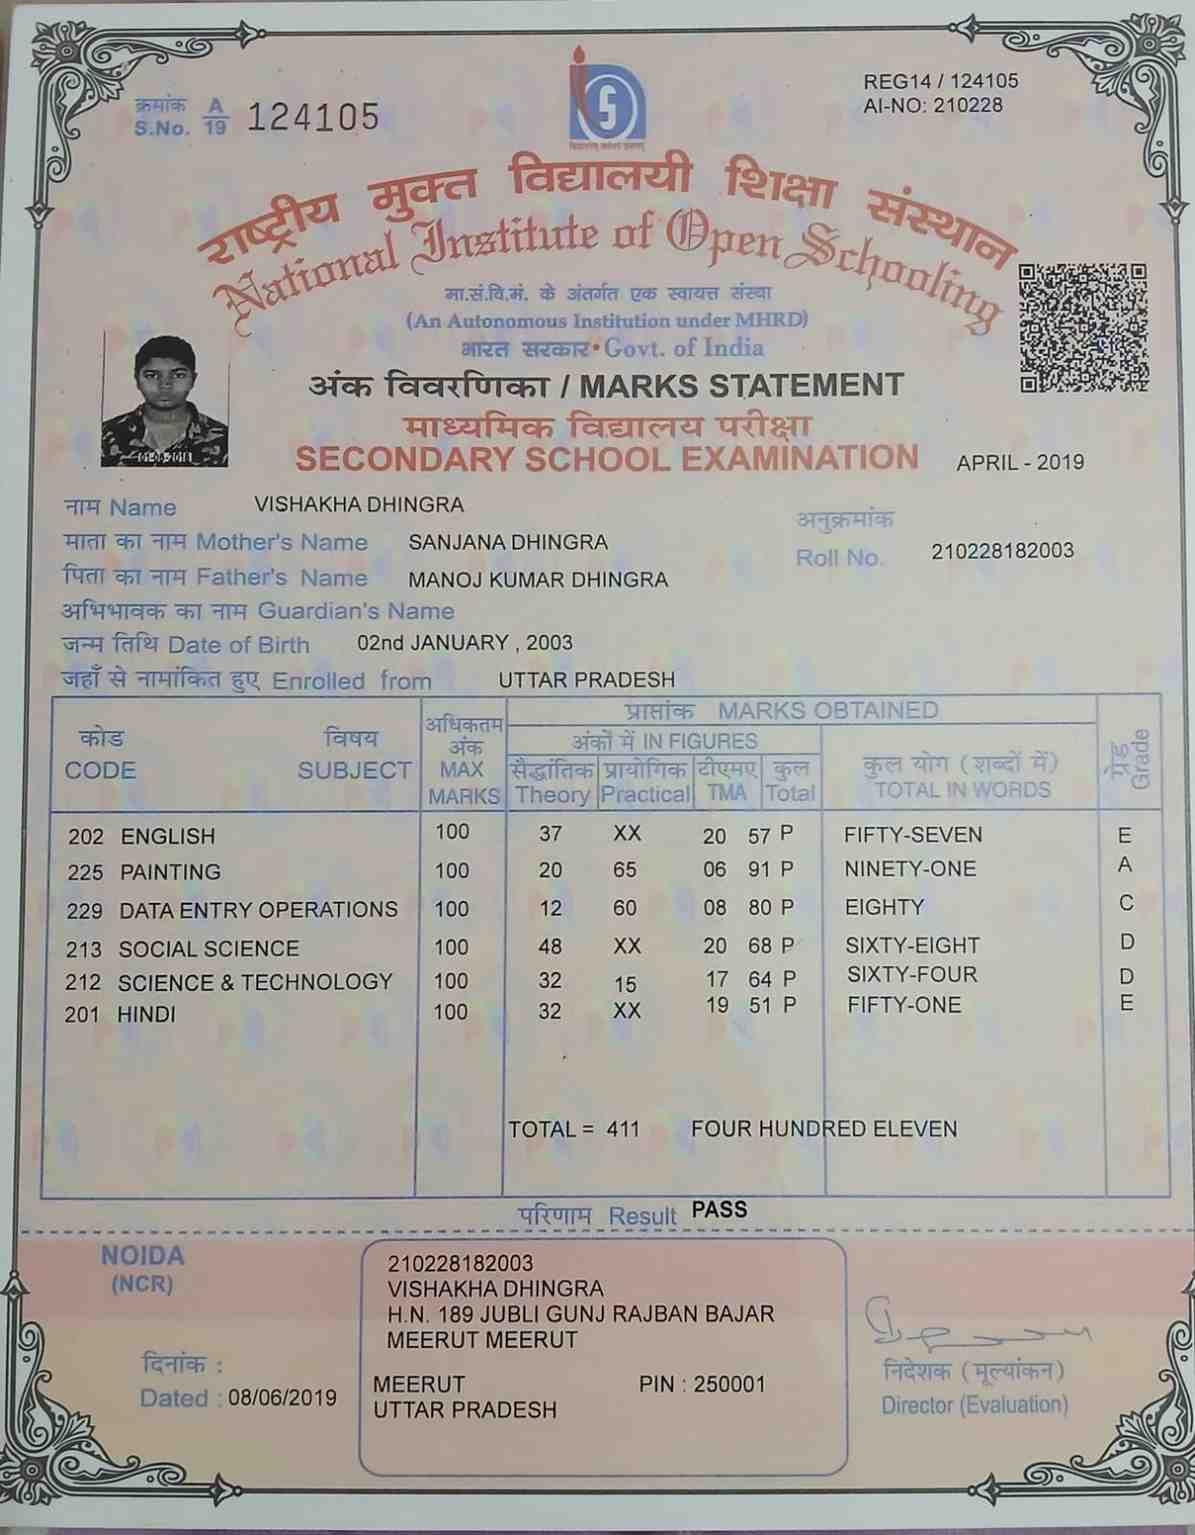 क्रमांक A
S.No. 19 124105
REG14 / 124105
AI-NO: 210228
राष्ट्रीय मुक्त विद्यालयी शिक्षा संस्थान
National Institute of Open Schooling
मा.सं.वि.मं. के अंतर्गत एक स्वायत्त संस्था
(An Autonomous Institution under MHRD)
भारत सरकार•Govt. of India
अंक विवरणिका / MARKS STATEMENT
माध्यमिक विद्यालय परीक्षा
SECONDARY SCHOOL EXAMINATION APRIL - 2019
नाम Name VISHAKHA DHINGRA
माता का नाम Mother's Name SANJANA DHINGRA
पिता का नाम Father's Name MANOJ KUMAR DHINGRA
अनुक्रमांक
Roll No. 210228182003
अभिभावक का नाम Guardian's Name
जन्म तिथि Date of Birth 02nd JANUARY , 2003
जहाँ से नामांकित हुए Enrolled from UTTAR PRADESH
कोड विषय
CODE SUBJECT
अधिकतम
अंक
MAX
MARKS
प्राप्तांक MARKS OBTAINED
अंकों में IN FIGURES
सैद्धांतिक प्रायोगिक टीएमए कुल
Theory Practical TMA Total
कुल योग (शब्दों में)
TOTAL IN WORDS
ग्रेड
Grade
202 ENGLISH 100 37 XX 20 57 P FIFTY-SEVEN E
225 PAINTING 100 20 65 06 91 P NINETY-ONE A
229 DATA ENTRY OPERATIONS 100 12 60 08 80 P EIGHTY C
213 SOCIAL SCIENCE 100 48 XX 20 68 P SIXTY-EIGHT D
212 SCIENCE & TECHNOLOGY 100 32 15 17 64 P SIXTY-FOUR D
201 HINDI 100 32 XX 19 51 P FIFTY-ONE E
TOTAL = 411 FOUR HUNDRED ELEVEN
परिणाम Result PASS
NOIDA
(NCR)
दिनांक :
Dated : 08/06/2019
210228182003
VISHAKHA DHINGRA
H.N. 189 JUBLI GUNJ RAJBAN BAJAR
MEERUT MEERUT
MEERUT PIN : 250001
UTTAR PRADESH
निदेशक (मूल्यांकन)
Director (Evaluation)